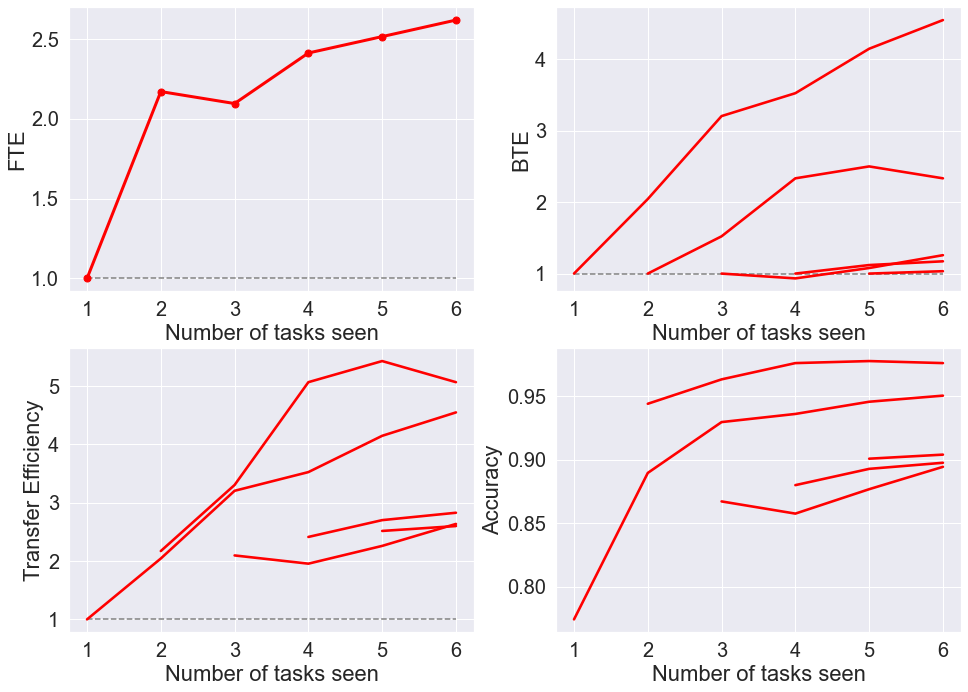 FTE
2.5
2.0
1.5
1.0
1 2 3 4 5 6
Number of tasks seen
BTE
4
3
2
1
1 2 3 4 5 6
Number of tasks seen
Transfer Efficiency
5
4
3
2
1
1 2 3 4 5 6
Number of tasks seen
Accuracy
0.95
0.90
0.85
0.80
1 2 3 4 5 6
Number of tasks seen